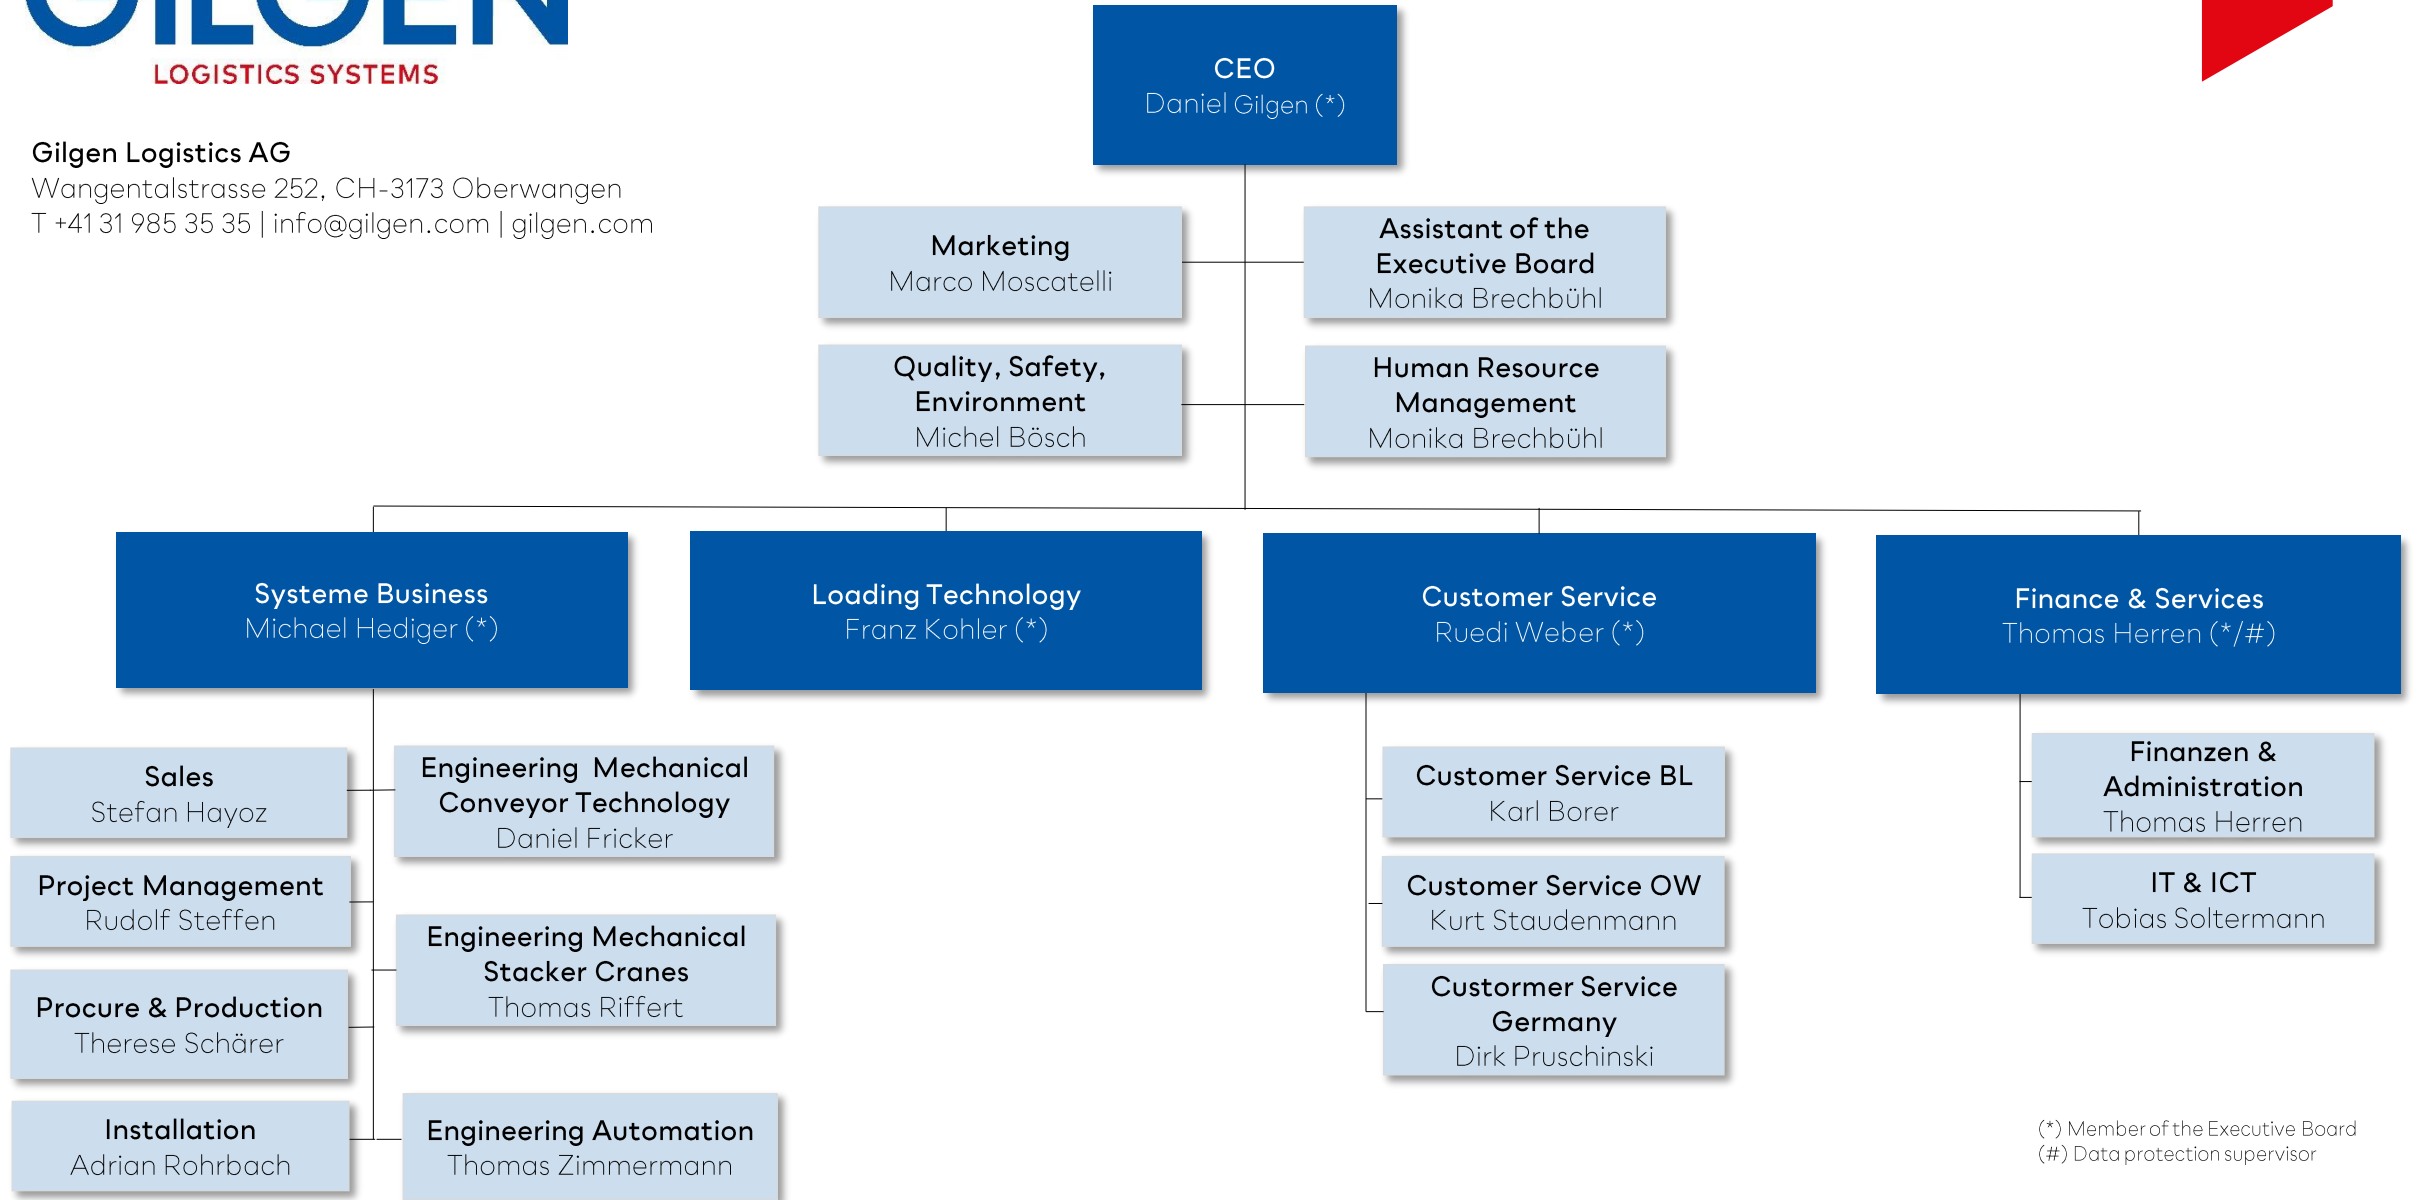 GILGEN
LOGISTICS SYSTEMS
Gilgen Logistics AG
Wangentalstrasse 252, CH-3173 Oberwangen
T +41 31 985 35 35 | info@gilgen.com | gilgen.com
CEO
Daniel Gilgen (*)
Marketing
Marco Moscatelli
Assistant of the
Executive Board
Monika Brechbühl
Quality, Safety,
Environment
Michel Bösch
Human Resource
Management
Monika Brechbühl
Systeme Business
Michael Hediger (*)
Loading Technology
Franz Kohler (*)
Customer Service
Ruedi Weber (*)
Finance & Services
Thomas Herren (*/#)
Sales
Stefan Hayoz
Engineering  Mechanical
Conveyor Technology
Daniel Fricker
Project Management
Rudolf Steffen
Engineering Mechanical
Stacker Cranes
Thomas Riffert
Procure & Production
Therese Schärer
Installation
Adrian Rohrbach
Engineering Automation
Thomas Zimmermann
Customer Service BL
Karl Borer
Customer Service OW
Kurt Staudenmann
Custormer Service
Germany
Dirk Pruschinski
Finanzen &
Administration
Thomas Herren
IT & ICT
Tobias Soltermann
(*) Member of the Executive Board
(#) Data protection supervisor